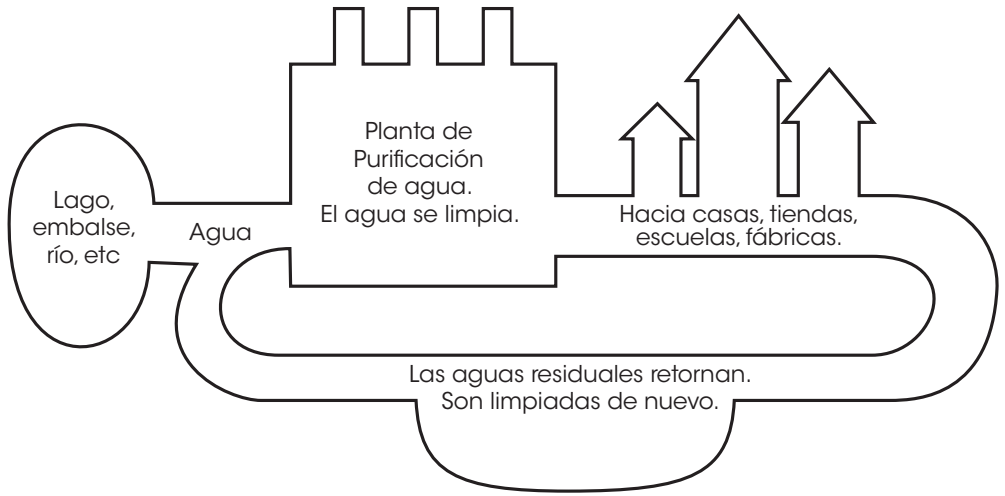 Planta de
Purificación
de agua.
El agua se limpia.
Lago,
embalse,
río, etc
Agua
Hacia casas, tiendas,
escuelas, fábricas.
Las aguas residuales retornan.
Son limpiadas de nuevo.